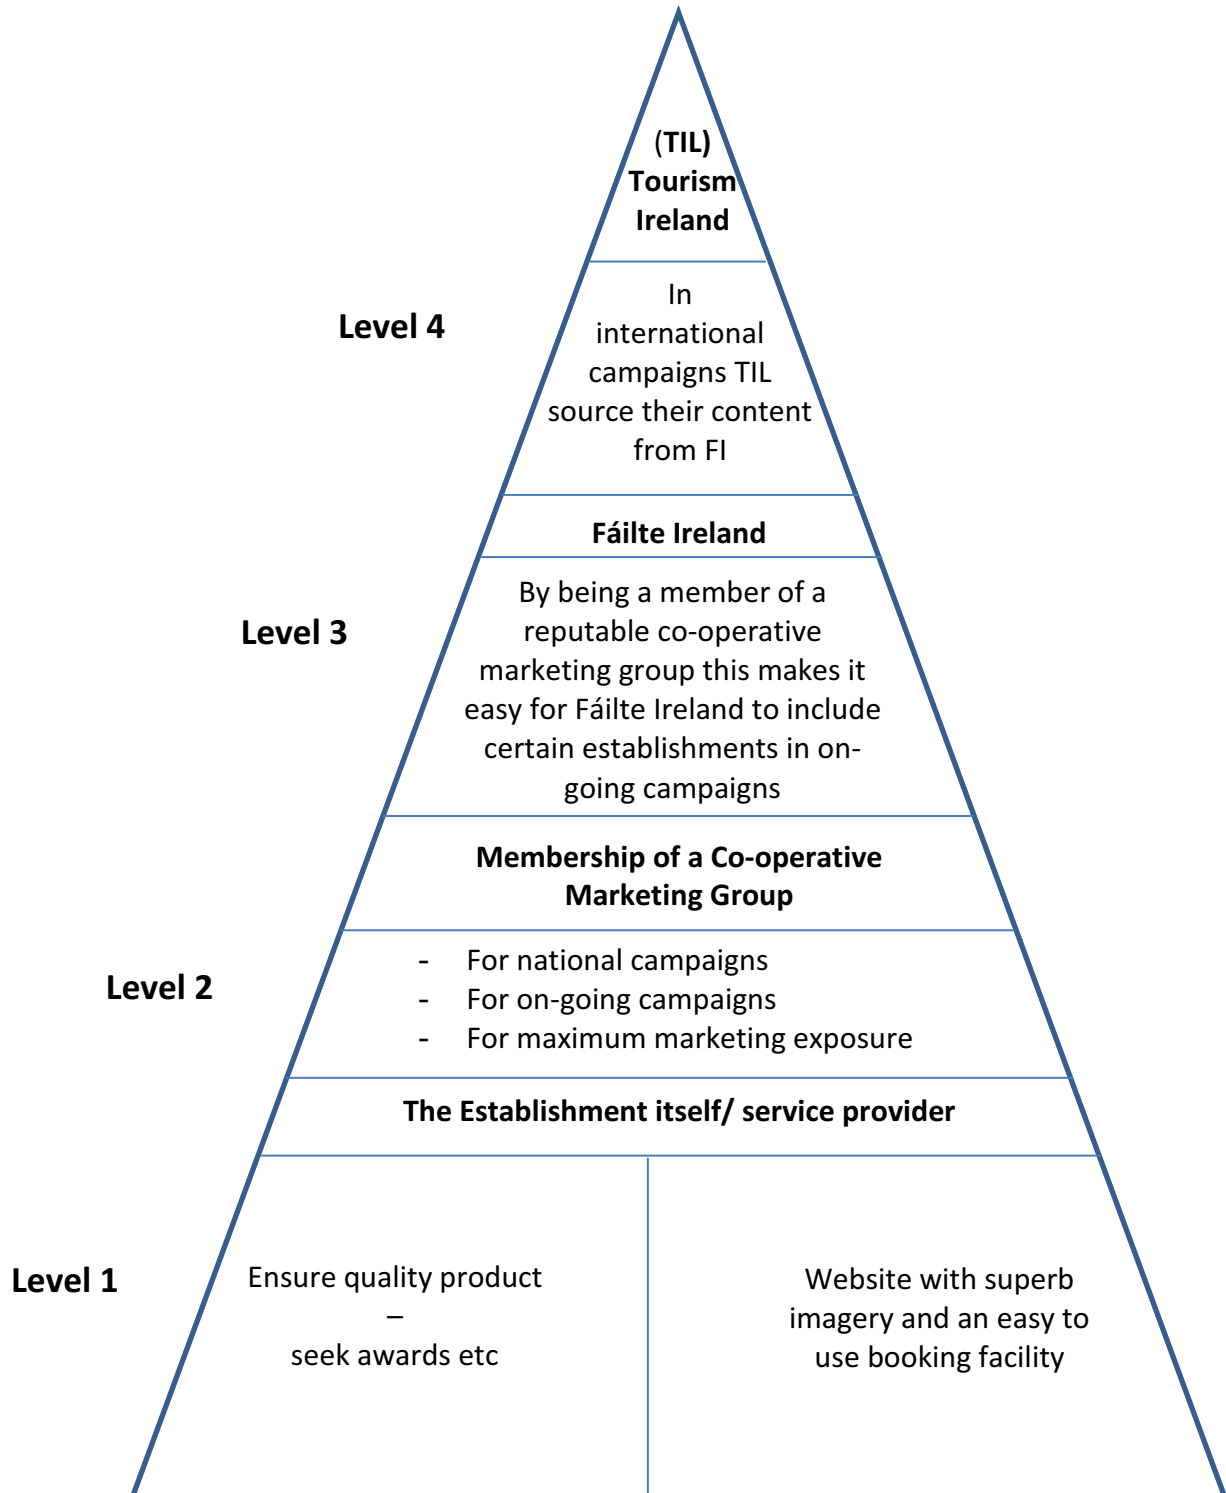 (TIL)
Tourism
Ireland
Level 4
In
international
campaigns TIL
source their content
from FI
Fáilte Ireland
Level 3
By being a member of a
reputable co-operative
marketing group this makes it
easy for Fáilte Ireland to include
certain establishments in on-
going campaigns
Membership of a Co-operative
Marketing Group
Level 2
- For national campaigns
- For on-going campaigns
- For maximum marketing exposure
The Establishment itself/ service provider
Level 1
Ensure quality product
–
seek awards etc
Website with superb
imagery and an easy to
use booking facility